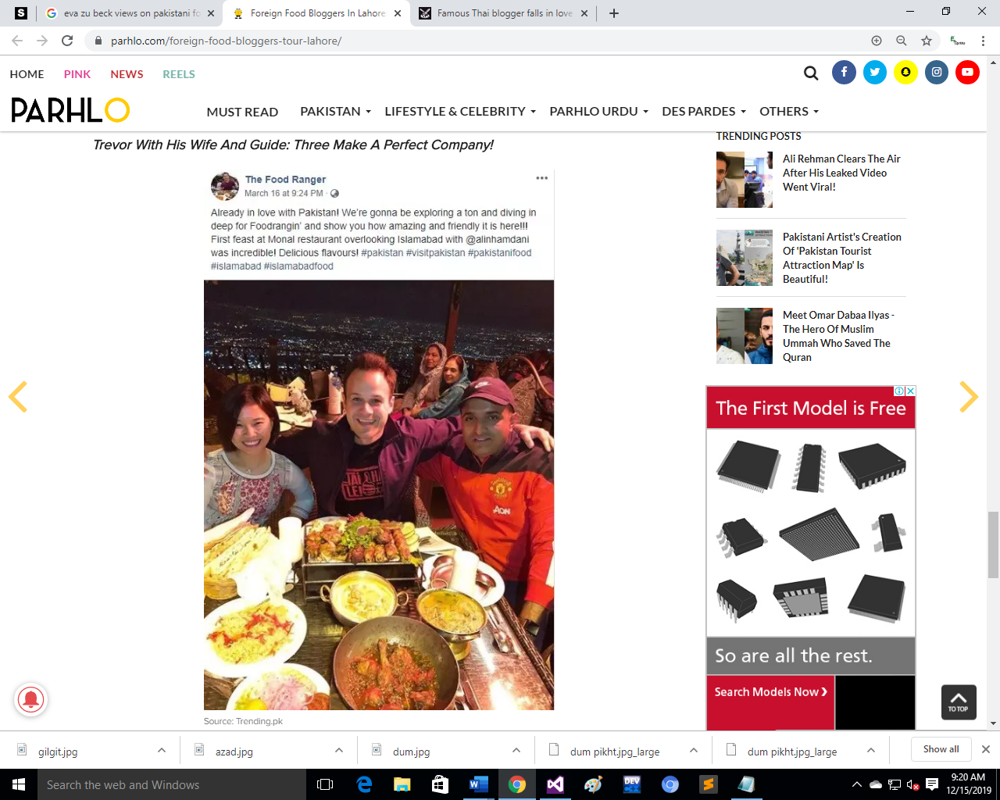 S
eva zu beck views on pakistani fo
Foreign Food Bloggers In Lahore
Famous Thai blogger falls in love
parhlo.com/foreign-food-bloggers-tour-lahore/
HOME PINK NEWS REELS
PARHLO
MUST READ PAKISTAN LIFESTYLE & CELEBRITY PARHLO URDU DES PARDES OTHERS
Trevor With His Wife And Guide: Three Make A Perfect Company!
The Food Ranger
March 16 at 9:24 PM ·
Already in love with Pakistan! We're gonna be exploring a ton and diving in
deep for Foodrangin' and show you how amazing and friendly it is here!!!
First feast at Monal restaurant overlooking Islamabad with @alinhamdani
was incredible! Delicious flavours! #pakistan #visitpakistan #pakistanifood
#islamabad #islamabadfood
AON
Source: Trending.pk
TRENDING POSTS
Ali Rehman Clears The Air
After His Leaked Video
Went Viral!
Pakistani Artist's Creation
Of 'Pakistan Tourist
Attraction Map' Is
Beautiful!
Meet Omar Dabaa Ilyas -
The Hero Of Muslim
Ummah Who Saved The
Quran
The First Model is Free
So are all the rest.
Search Models Now
TO TOP
gilgit.jpg
azad.jpg
dum.jpg
dum pikht.jpg_large
dum pikht.jpg_large
Show all
Search the web and Windows
DEV
9:20 AM
12/15/2019